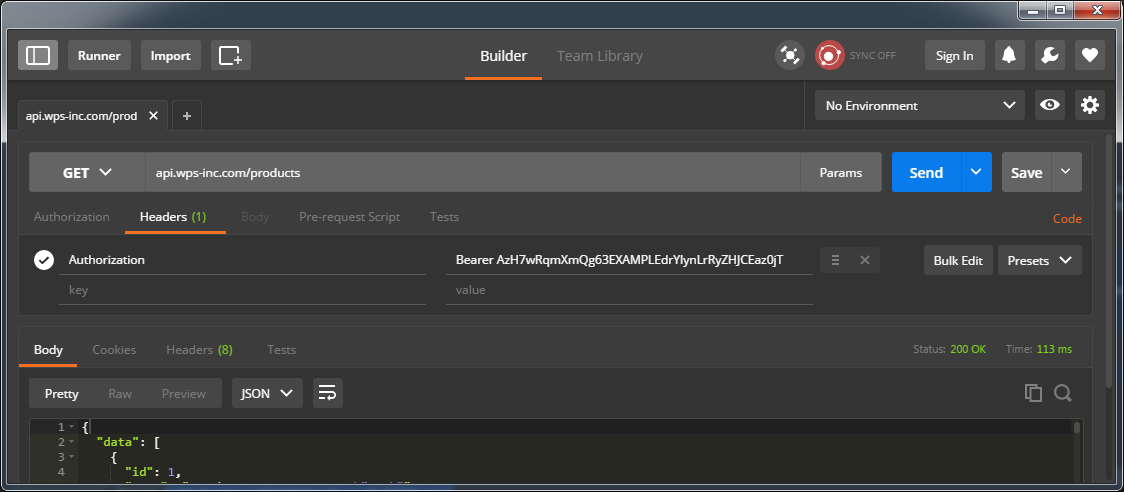 Runner Import Builder Team Library SYNC OFF Sign In
api.wps-inc.com/prod No Environment
GET api.wps-inc.com/products Params Send Save
Authorization Headers (1) Body Pre-request Script Tests Code
Authorization Bearer AzH7wRqmXmQg63EXAMPLEdrYIynLrRyZHJCEaz0jT Bulk Edit Presets
key value
Body Cookies Headers (8) Tests Status: 200 OK Time: 113 ms
Pretty Raw Preview JSON
1 {
2 "data": [
3 {
4 "id": 1,